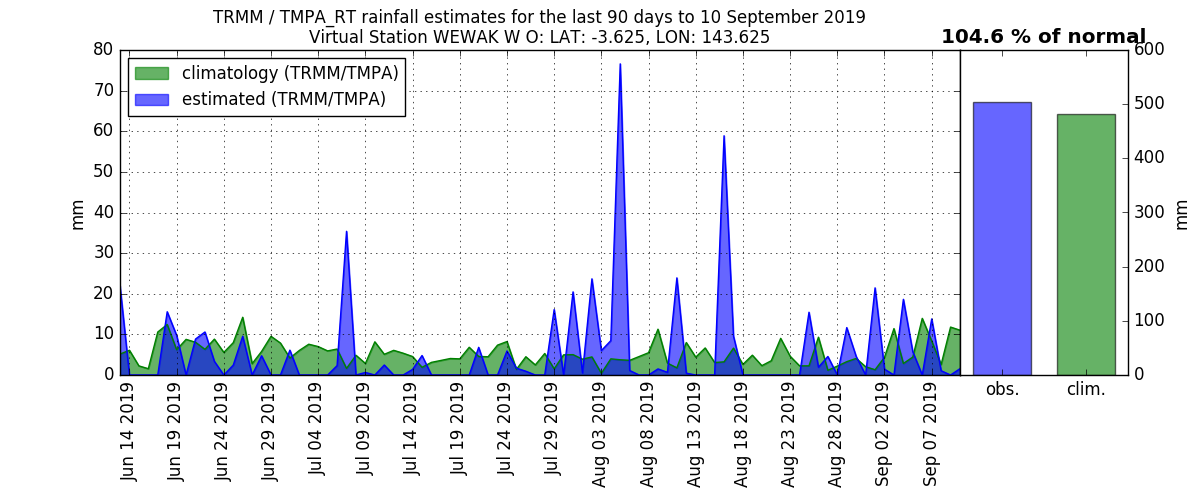 TRMM / TMPA_RT rainfall estimates for the last 90 days to 10 September 2019
Virtual Station WEWAK W O: LAT: -3.625, LON: 143.625
104.6 % of normal
climatology (TRMM/TMPA)
estimated (TRMM/TMPA)
mm
80
70
60
50
40
30
20
10
0
Jun 14 2019
Jun 19 2019
Jun 24 2019
Jun 29 2019
Jul 04 2019
Jul 09 2019
Jul 14 2019
Jul 19 2019
Jul 24 2019
Jul 29 2019
Aug 03 2019
Aug 08 2019
Aug 13 2019
Aug 18 2019
Aug 23 2019
Aug 28 2019
Sep 02 2019
Sep 07 2019
600
500
400
300
200
100
0
mm
obs.
clim.